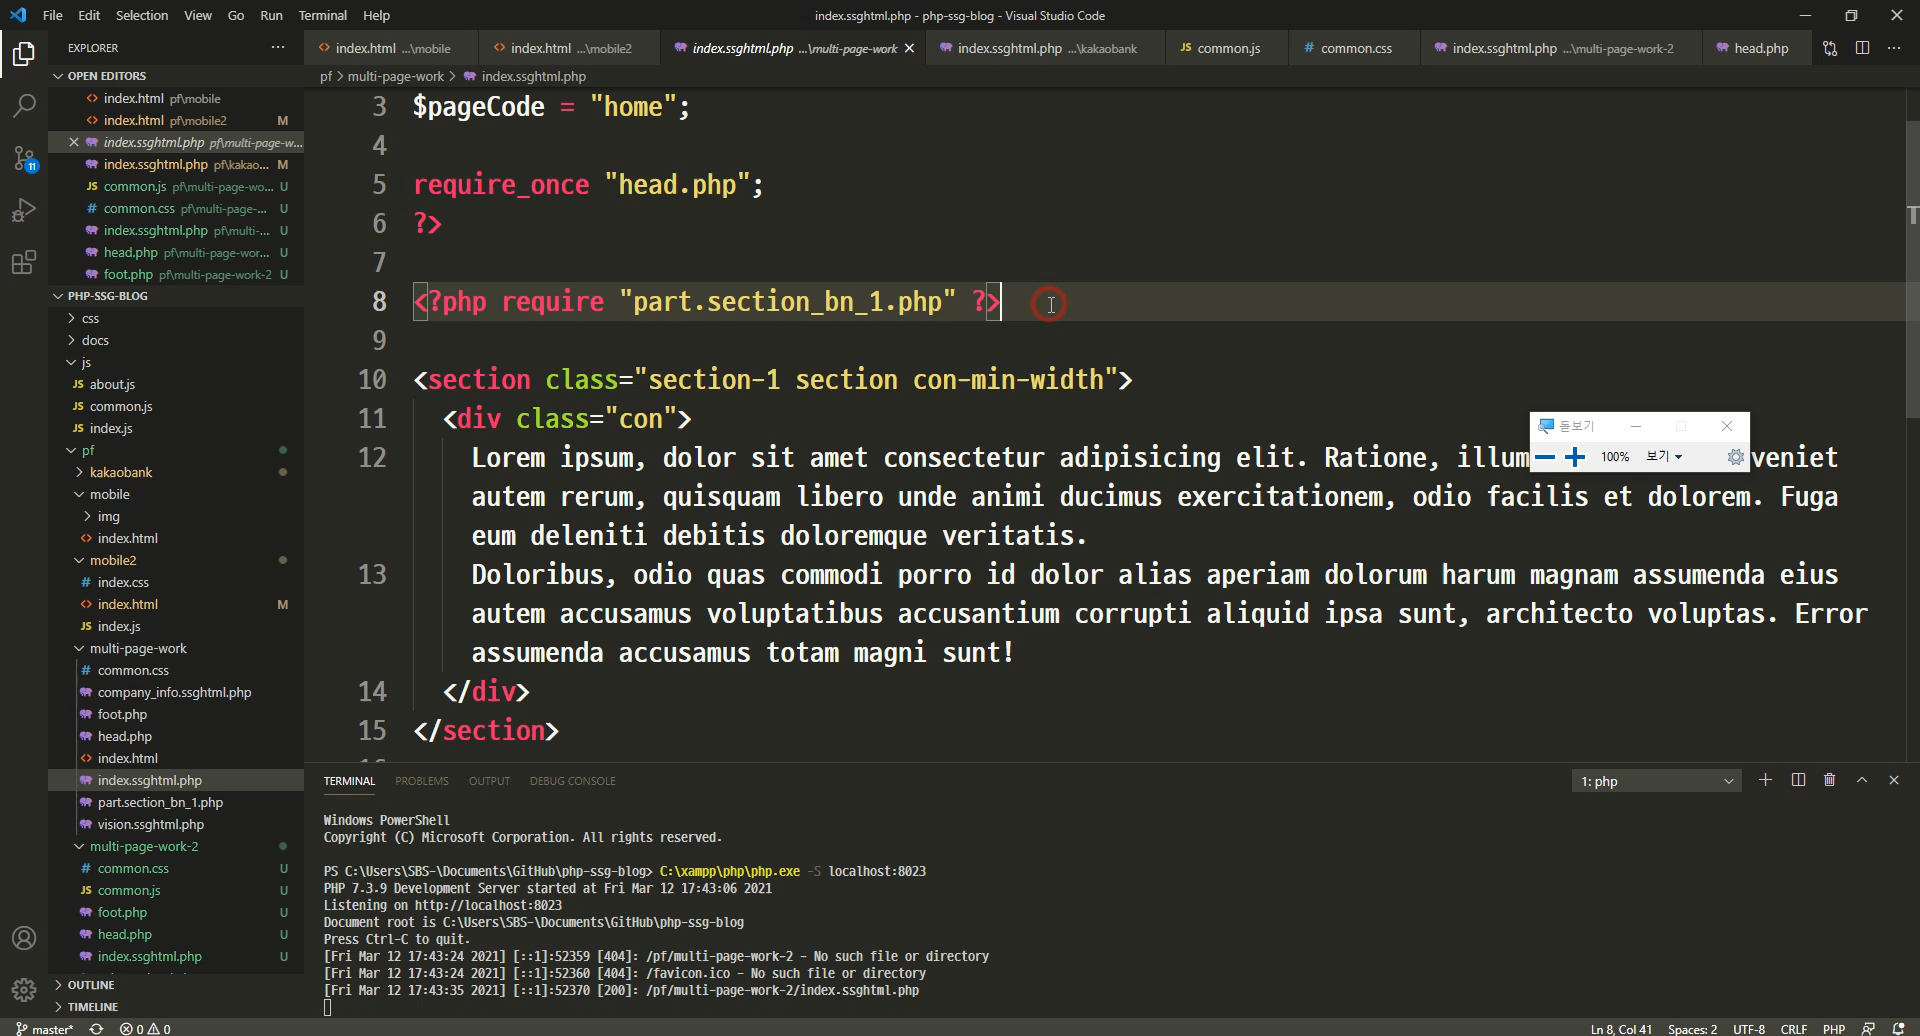 File Edit Selection View Go Run Terminal Help
index.ssghtml.php - php-ssg-blog - Visual Studio Code
EXPLORER
index.html ...\mobile
index.html ...\mobile2
index.ssghtml.php ...\multi-page-work
index.ssghtml.php ...\kakaobank
JS common.js
# common.css
index.ssghtml.php ...\multi-page-work-2
head.php
OPEN EDITORS
index.html pf\mobile
index.html pf\mobile2 M
index.ssghtml.php pf\multi-page-w...
index.ssghtml.php pf\kakao... M
JS common.js pf\multi-page-wo... U
# common.css pf\multi-page-... U
index.ssghtml.php pf\multi-... U
head.php pf\multi-page-wor... U
foot.php pf\multi-page-work-2 U
11
PHP-SSG-BLOG
css
docs
js
JS about.js
JS common.js
JS index.js
pf
kakaobank
mobile
img
index.html
mobile2
# index.css
index.html M
JS index.js
multi-page-work
# common.css
company_info.ssghtml.php
foot.php
head.php
index.html
index.ssghtml.php
part.section_bn_1.php
vision.ssghtml.php
multi-page-work-2
# common.css U
JS common.js U
foot.php U
head.php U
index.ssghtml.php U
OUTLINE
TIMELINE
pf > multi-page-work > index.ssghtml.php
3 $pageCode = "home";
4
5 require_once "head.php";
6 ?>
7
8 <?php require "part.section_bn_1.php" ?>
9
10 <section class="section-1 section con-min-width">
11 <div class="con">
12 Lorem ipsum, dolor sit amet consectetur adipisicing elit. Ratione, illum veniet
autem rerum, quisquam libero unde animi ducimus exercitationem, odio facilis et dolorem. Fuga
eum deleniti debitis doloremque veritatis.
13 Doloribus, odio quas commodi porro id dolor alias aperiam dolorum harum magnam assumenda eius
autem accusamus voluptatibus accusantium corrupti aliquid ipsa sunt, architecto voluptas. Error
assumenda accusamus totam magni sunt!
14 </div>
15 </section>
돋보기
100% 보기
TERMINAL PROBLEMS OUTPUT DEBUG CONSOLE
1: php
Windows PowerShell
Copyright (C) Microsoft Corporation. All rights reserved.
PS C:\Users\SBS-\Documents\GitHub\php-ssg-blog> C:\xampp\php\php.exe -S localhost:8023
PHP 7.3.9 Development Server started at Fri Mar 12 17:43:06 2021
Listening on http://localhost:8023
Document root is C:\Users\SBS-\Documents\GitHub\php-ssg-blog
Press Ctrl-C to quit.
[Fri Mar 12 17:43:24 2021] [::1]:52359 [404]: /pf/multi-page-work-2 - No such file or directory
[Fri Mar 12 17:43:24 2021] [::1]:52360 [404]: /favicon.ico - No such file or directory
[Fri Mar 12 17:43:35 2021] [::1]:52370 [200]: /pf/multi-page-work-2/index.ssghtml.php
master* 0 0
Ln 8, Col 41 Spaces: 2 UTF-8 CRLF PHP